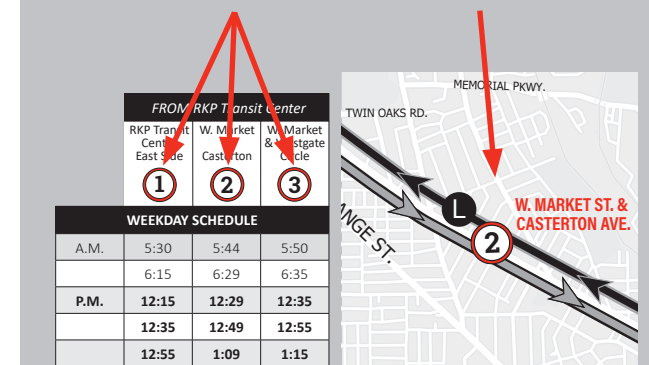 FROM RKP Transit Center
RKP Transit
Center
East Side
W. Market
&
Casterton
W. Market
& Westgate
Circle
1 2 3
WEEKDAY SCHEDULE
A.M. 5:30 5:44 5:50
6:15 6:29 6:35
P.M. 12:15 12:29 12:35
12:35 12:49 12:55
12:55 1:09 1:15
MEMORIAL PKWY.
TWIN OAKS RD.
L
W. MARKET ST. &
CASTERTON AVE.
2
ANGE ST.